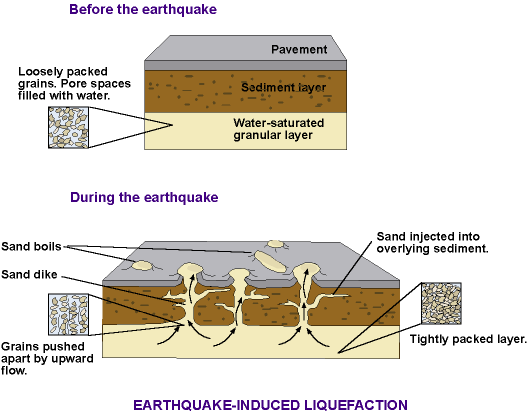 Before the earthquake
Pavement
Loosely packed
grains. Pore spaces
filled with water.
Sediment layer
Water-saturated
granular layer
During the earthquake
Sand boils
Sand injected into
overlying sediment.
Sand dike
Grains pushed
apart by upward
flow.
Tightly packed layer.
EARTHQUAKE-INDUCED LIQUEFACTION